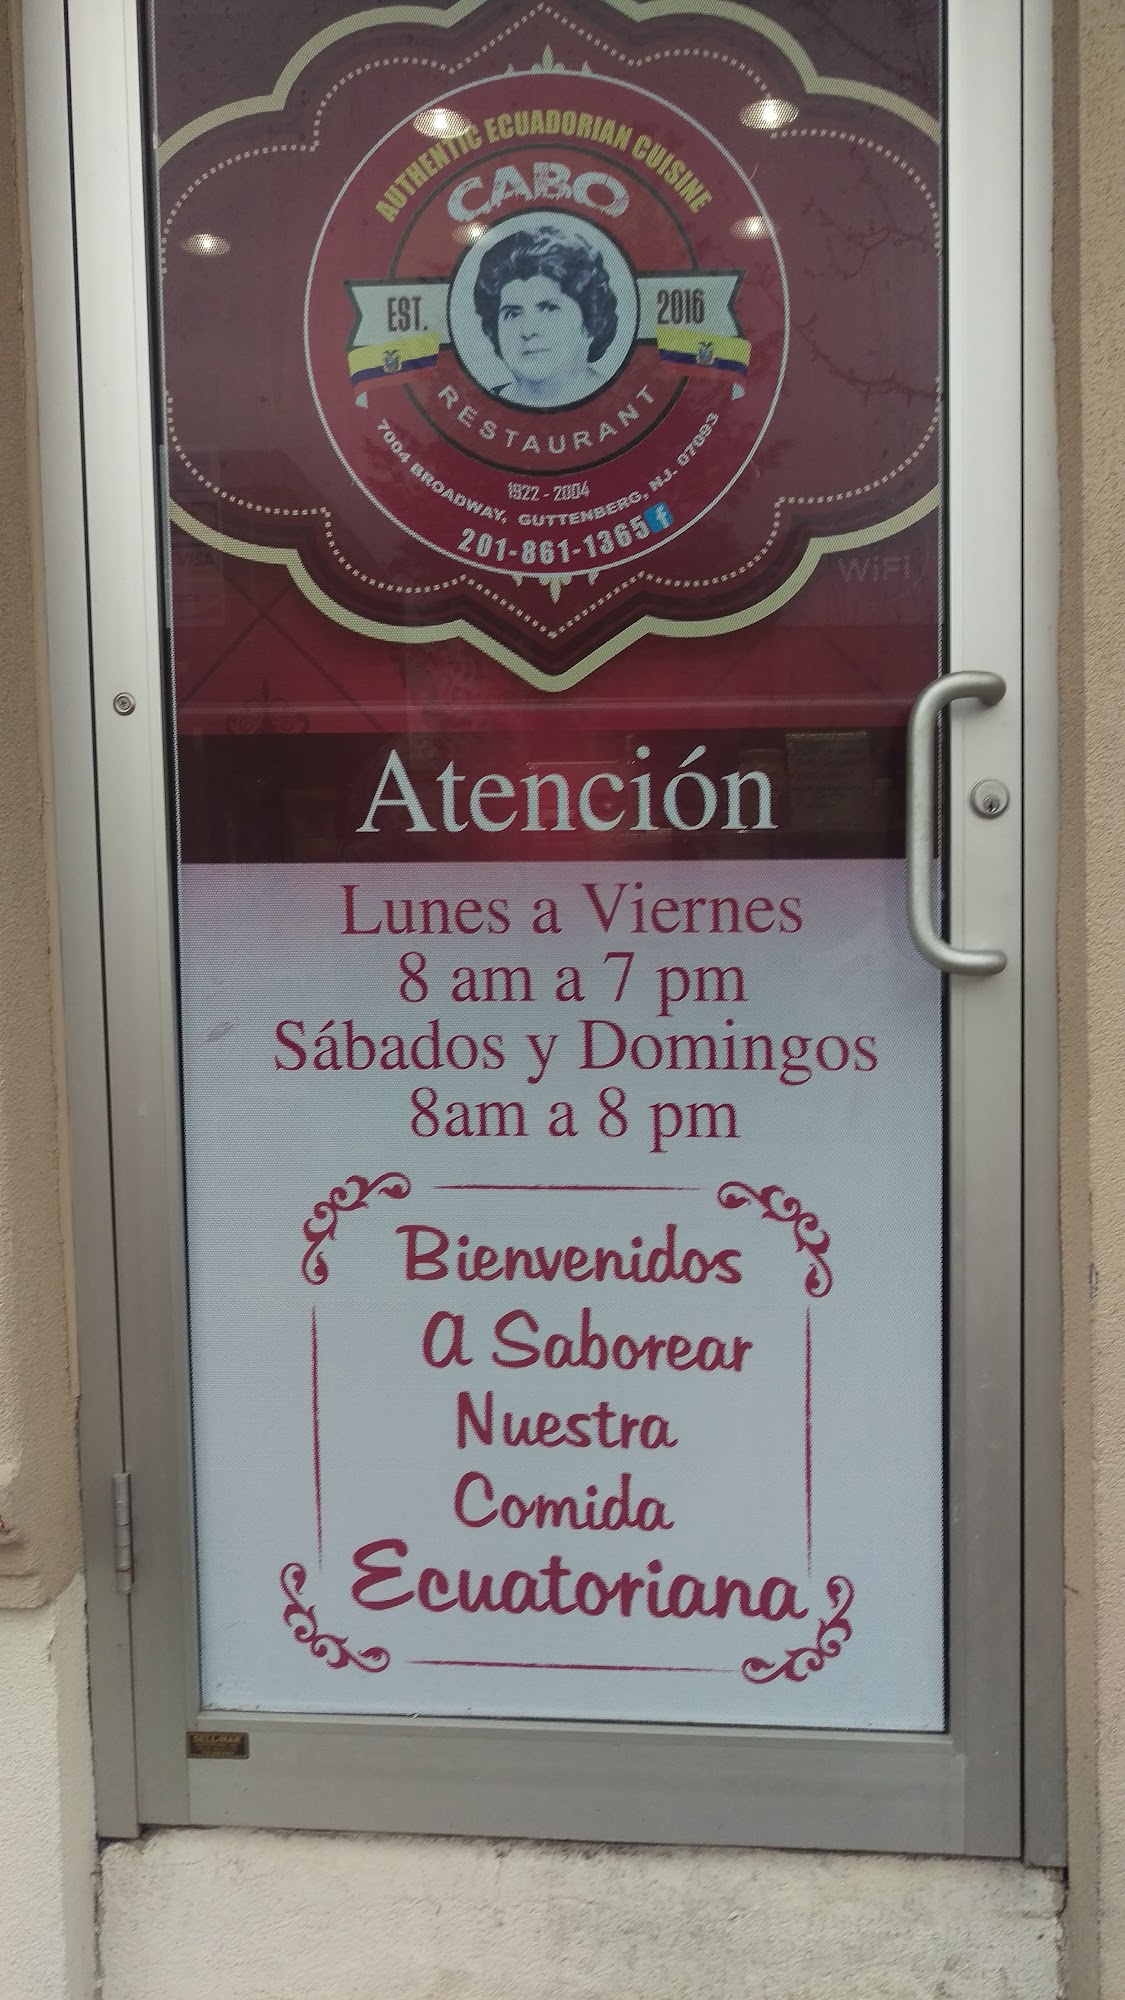 AUTHENTIC ECUADORIAN CUISINE
CABO
EST. 2016
RESTAURANT
1922 - 2004
7004 BROADWAY, GUTTENBERG, N.J. 07093
201-861-1365 f
WiFi
Atención
Lunes a Viernes
8 am a 7 pm
Sábados y Domingos
8am a 8 pm
Bienvenidos
A Saborear
Nuestra
Comida
Ecuatoriana